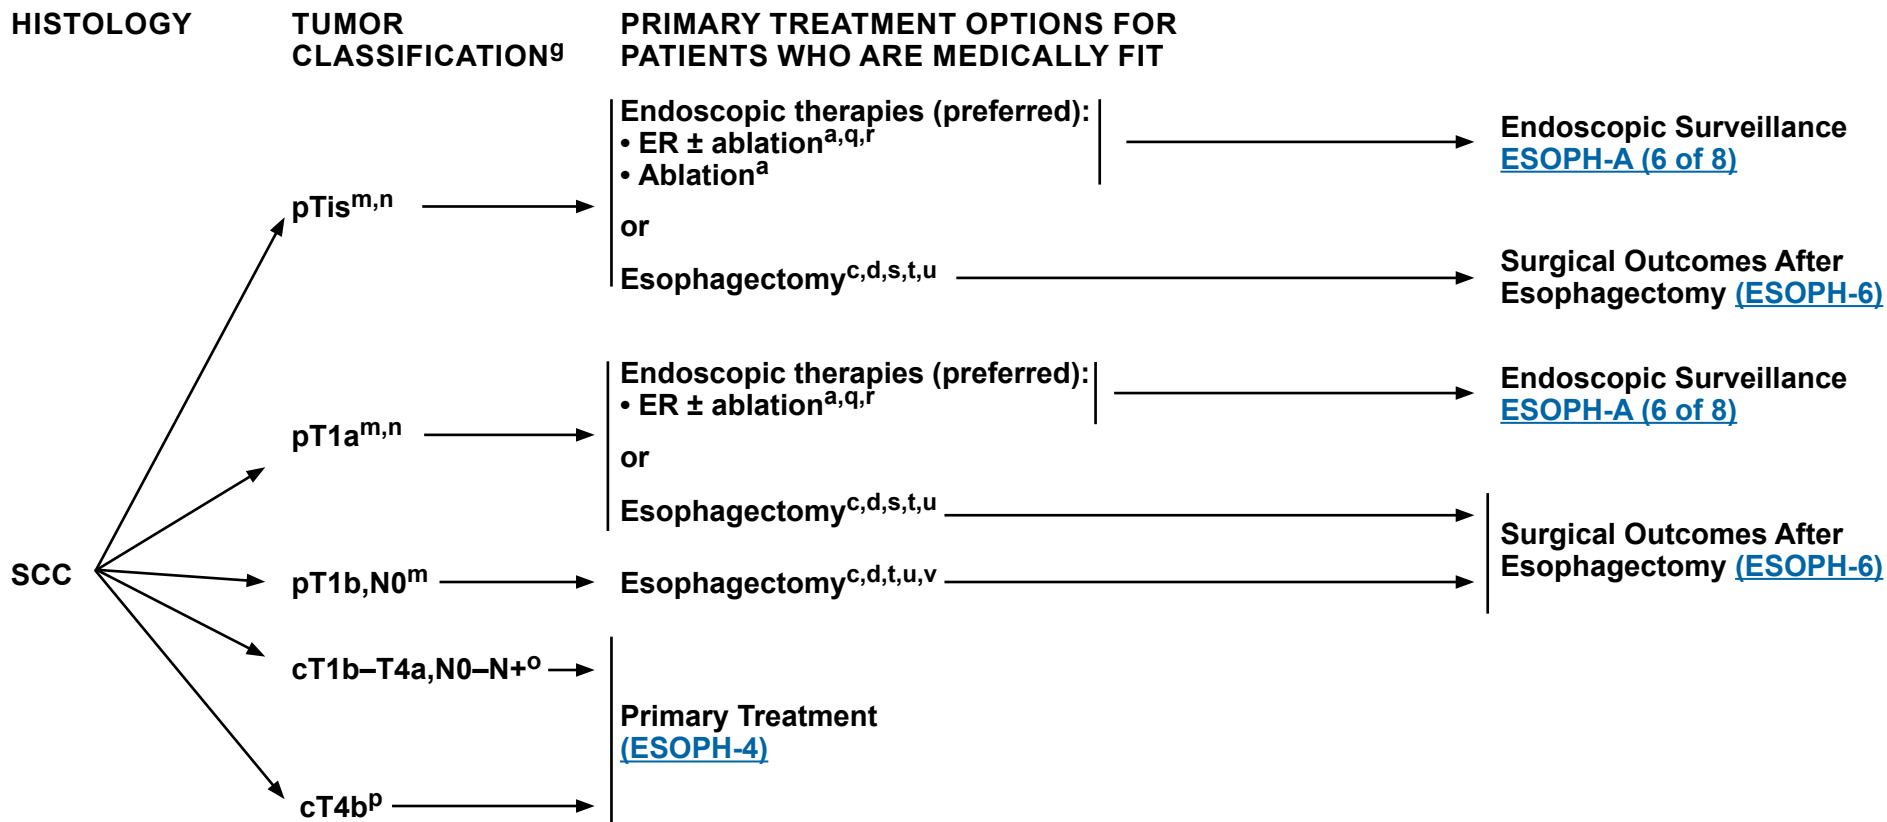 HISTOLOGY
TUMOR
CLASSIFICATIONg
PRIMARY TREATMENT OPTIONS FOR
PATIENTS WHO ARE MEDICALLY FIT
SCC
pTism,n
Endoscopic therapies (preferred):
• ER ± ablationa,q,r
• Ablationa
or
Esophagectomyc,d,s,t,u
Endoscopic Surveillance
ESOPH-A (6 of 8)
Surgical Outcomes After
Esophagectomy (ESOPH-6)
pT1am,n
Endoscopic therapies (preferred):
• ER ± ablationa,q,r
or
Esophagectomyc,d,s,t,u
Endoscopic Surveillance
ESOPH-A (6 of 8)
pT1b,N0m
Esophagectomyc,d,t,u,v
Surgical Outcomes After
Esophagectomy (ESOPH-6)
cT1b–T4a,N0–N+o
cT4bp
Primary Treatment
(ESOPH-4)